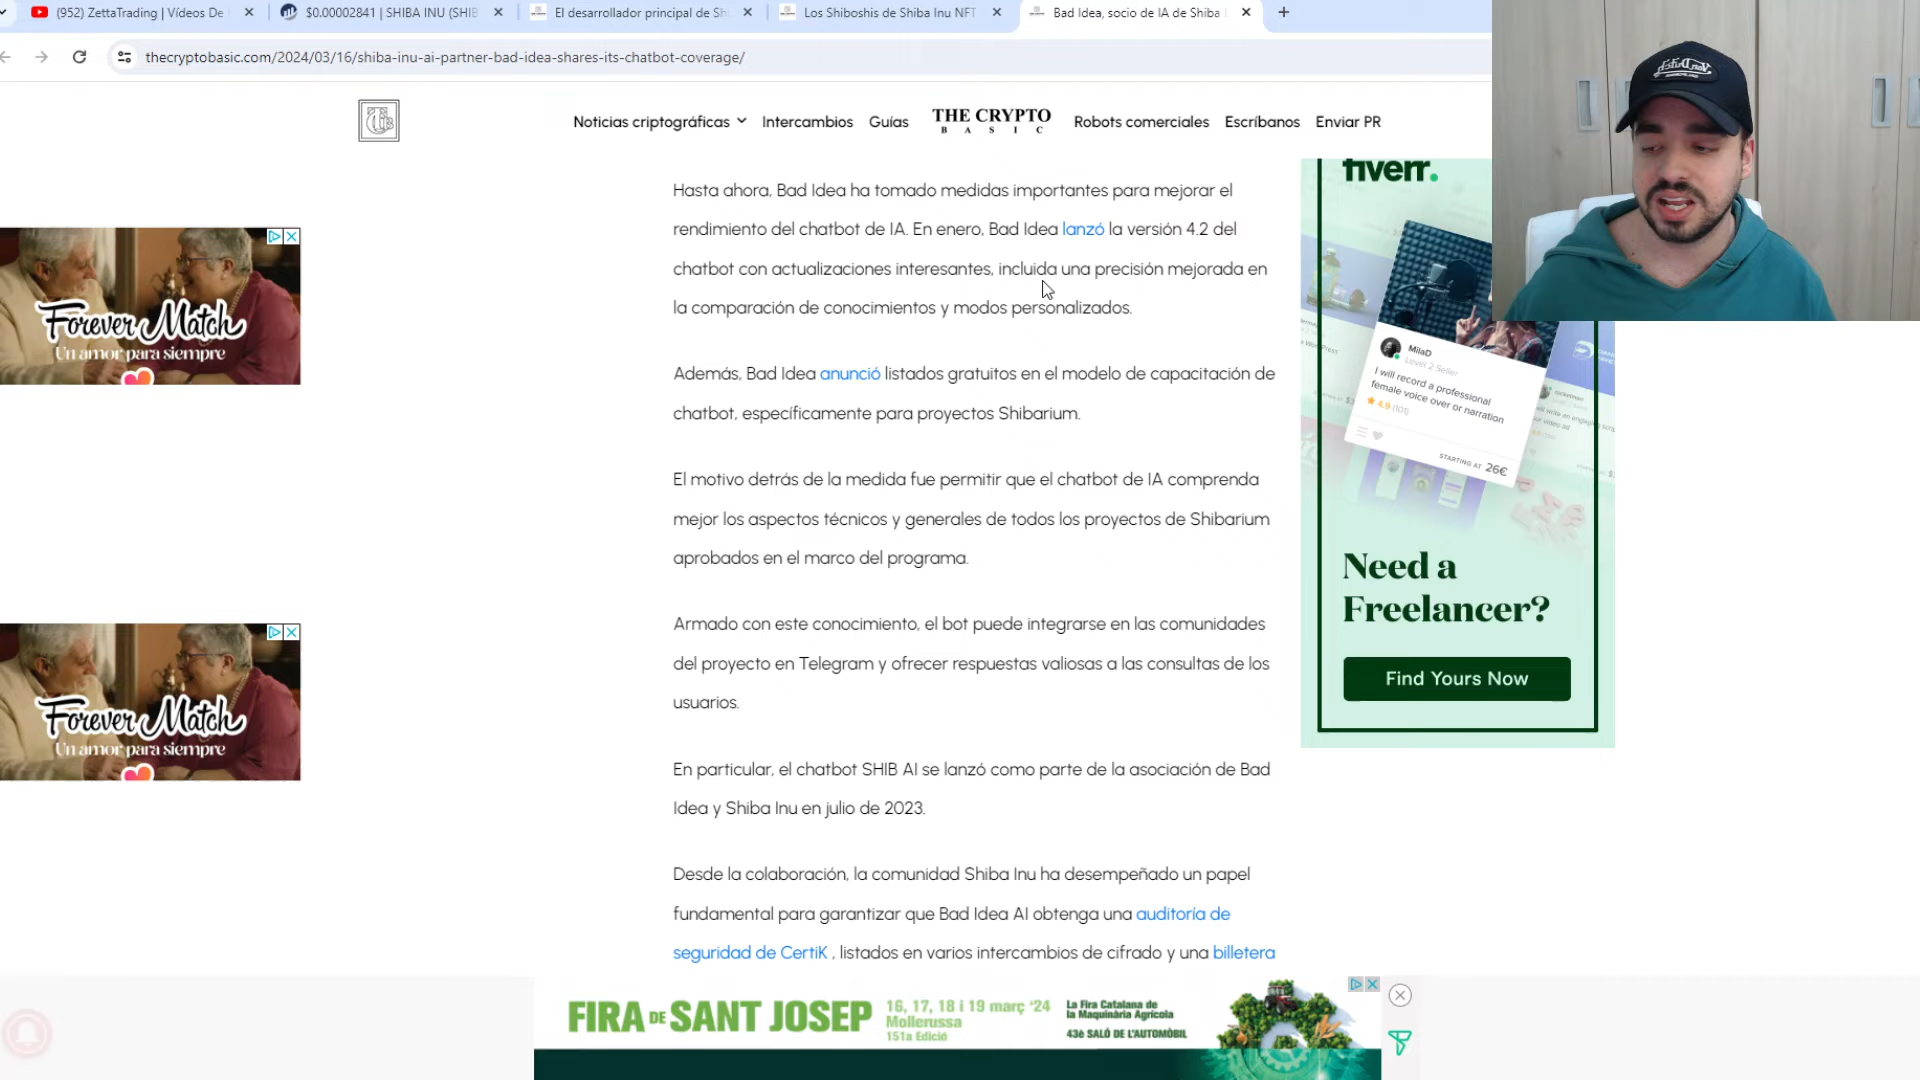 (952) ZettaTrading | Vídeos De
$0.00002841 | SHIBA INU (SHIB
El desarrollador principal de Sh
Los Shiboshis de Shiba Inu NFT
Bad Idea, socio de IA de Shiba
thecryptobasic.com/2024/03/16/shiba-inu-ai-partner-bad-idea-shares-its-chatbot-coverage/
Noticias criptográficas
Intercambios
Guías
THE CRYPTO
BASIC
Robots comerciales
Escríbanos
Enviar PR
Hasta ahora, Bad Idea ha tomado medidas importantes para mejorar el
rendimiento del chatbot de IA. En enero, Bad Idea lanzó la versión 4.2 del
chatbot con actualizaciones interesantes, incluida una precisión mejorada en
la comparación de conocimientos y modos personalizados.
Además, Bad Idea anunció listados gratuitos en el modelo de capacitación de
chatbot, específicamente para proyectos Shibarium.
El motivo detrás de la medida fue permitir que el chatbot de IA comprenda
mejor los aspectos técnicos y generales de todos los proyectos de Shibarium
aprobados en el marco del programa.
Armado con este conocimiento, el bot puede integrarse en las comunidades
del proyecto en Telegram y ofrecer respuestas valiosas a las consultas de los
usuarios.
En particular, el chatbot SHIB AI se lanzó como parte de la asociación de Bad
Idea y Shiba Inu en julio de 2023.
Desde la colaboración, la comunidad Shiba Inu ha desempeñado un papel
fundamental para garantizar que Bad Idea AI obtenga una auditoría de
seguridad de CertiK , listados en varios intercambios de cifrado y una billetera
Forever Match
Un amor para siempre
Forever Match
Un amor para siempre
fiverr.
MilaD
Level 2 Seller
I will record a professional
female voice over or narration
4.9 (101)
STARTING AT 26€
Need a
Freelancer?
Find Yours Now
FIRA DE SANT JOSEP
16, 17, 18 i 19 març '24
Mollerussa
151a Edició
La Fira Catalana de
la Maquinària Agrícola
43è SALÓ DE L'AUTOMÒBIL